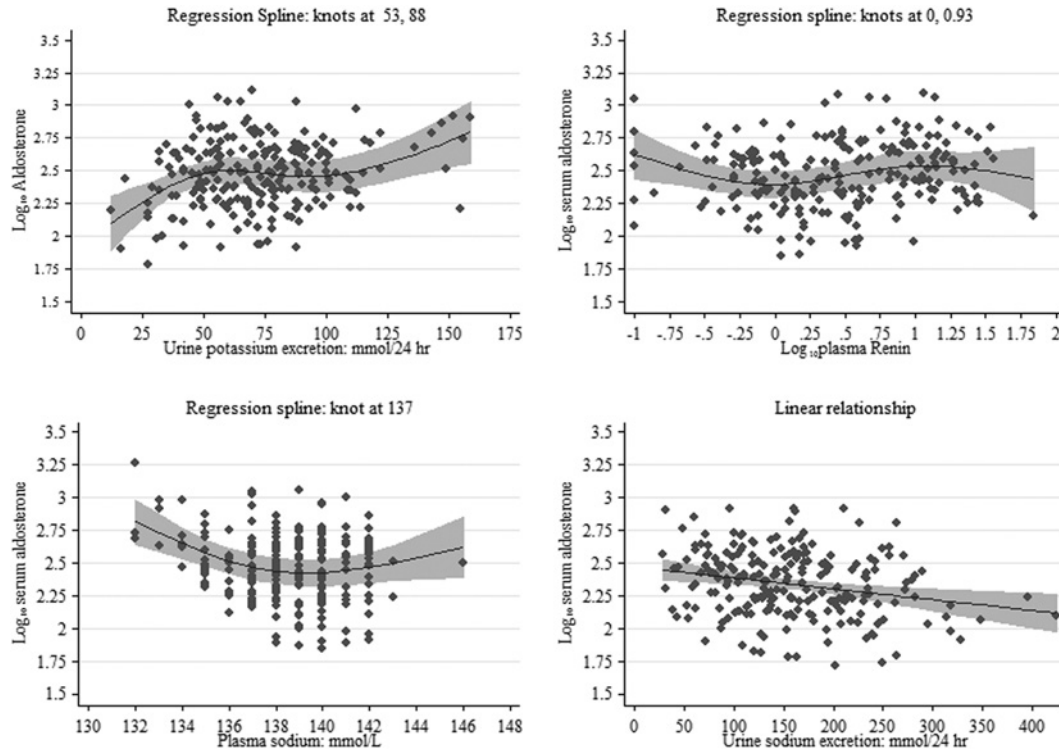 Regression Spline: knots at 53, 88
Log₁₀ Aldosterone
3.5
3.25
3
2.75
2.5
2.25
2
1.75
1.5
0 25 50 75 100 125 150 175
Urine potassium excretion: mmol/24 hr
Regression spline: knots at 0, 0.93
Log₁₀ serum aldosterone
3.5
3.25
3
2.75
2.5
2.25
2
1.75
1.5
-1 -.75 -.5 -.25 0 .25 .5 .75 1 1.25 1.5 1.75 2
Log₁₀plasma Renin
Regression spline: knot at 137
Log₁₀ serum aldosterone
3.5
3.25
3
2.75
2.5
2.25
2
1.75
1.5
130 132 134 136 138 140 142 144 146 148
Plasma sodium: mmol/L
Linear relationship
Log₁₀ serum aldosterone
3.5
3.25
3
2.75
2.5
2.25
2
1.75
1.5
0 50 100 150 200 250 300 350 400
Urine sodium excretion: mmol/24 hr